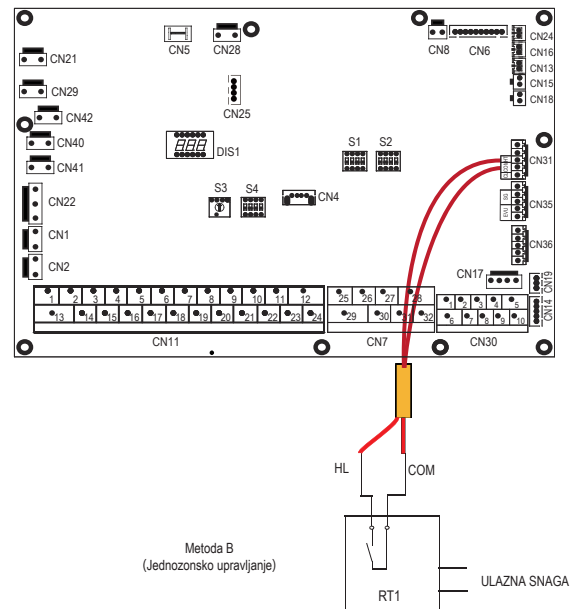 CN5
CN28
CN8
CN6
CN24
CN16
CN13
CN15
CN18
CN21
CN29
CN42
CN40
CN41
CN22
CN1
CN2
CN25
DIS1
S1
S2
S3
S4
CN4
CN31
SG
EVU
CN35
CN36
CN17
CN19
CN14
1 2 3 4 5 6 7 8 9 10 11 12
13 14 15 16 17 18 19 20 21 22 23 24
CN11
25 26 27 28
29 30 31 32
CN7
1 2 3 4 5
6 7 8 9 10
CN30
HL
COM
Metoda B
(Jednozonsko upravljanje)
RT1
ULAZNA SNAGA